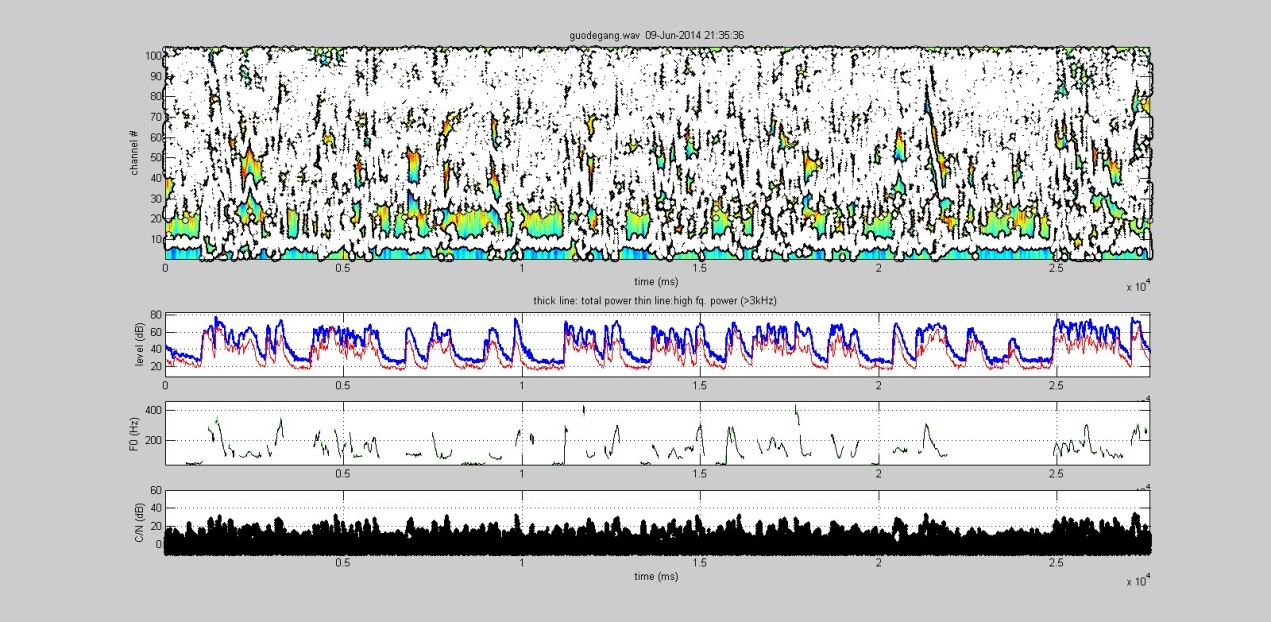 guodegang.wav 09-Jun-2014 21:35:36
100
90
80
70
60
50
40
30
20
10
channel #
0 0.5 1 1.5 2 2.5
time (ms)
x 10^4
thick line: total power thin line:high fq. power (>3kHz)
80
60
40
20
level (dB)
0 0.5 1 1.5 2 2.5
400
200
F0 (Hz)
0.5 1 1.5 2 2.5
60
40
20
0
C/N (dB)
0.5 1 1.5 2 2.5
time (ms)
x 10^4